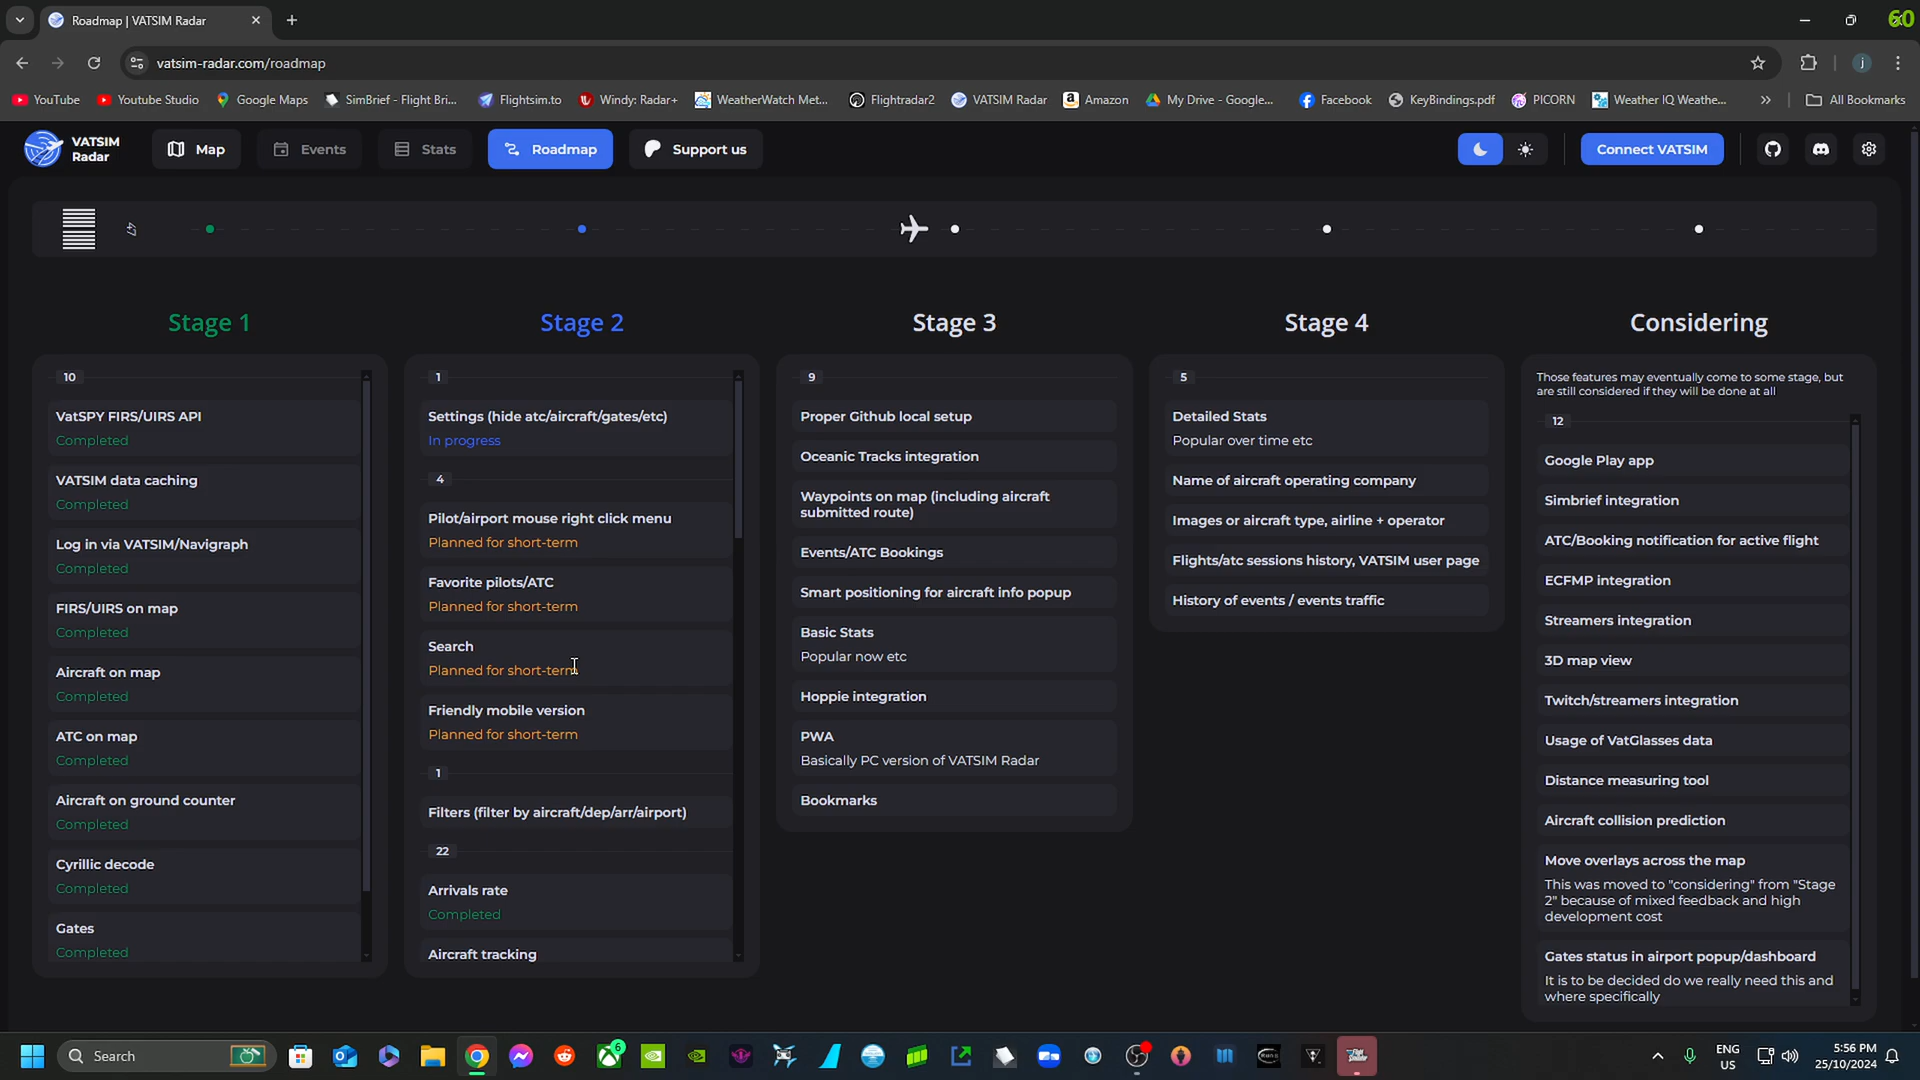 Roadmap | VATSIM Radar
60
vatsim-radar.com/roadmap
j
YouTube
Youtube Studio
Google Maps
SimBrief - Flight Bri...
Flightsim.to
Windy: Radar+
WeatherWatch Met...
Flightradar2
VATSIM Radar
Amazon
My Drive - Google...
Facebook
KeyBindings.pdf
PICORN
Weather IQ Weathe...
All Bookmarks
VATSIM
Radar
Map
Events
Stats
Roadmap
Support us
Connect VATSIM
Stage 1
10
VatSPY FIRS/UIRS API
Completed
VATSIM data caching
Completed
Log in via VATSIM/Navigraph
Completed
FIRS/UIRS on map
Completed
Aircraft on map
Completed
ATC on map
Completed
Aircraft on ground counter
Completed
Cyrillic decode
Completed
Gates
Completed
Stage 2
1
Settings (hide atc/aircraft/gates/etc)
In progress
4
Pilot/airport mouse right click menu
Planned for short-term
Favorite pilots/ATC
Planned for short-term
Search
Planned for short-term
Friendly mobile version
Planned for short-term
1
Filters (filter by aircraft/dep/arr/airport)
22
Arrivals rate
Completed
Aircraft tracking
Stage 3
9
Proper Github local setup
Oceanic Tracks integration
Waypoints on map (including aircraft
submitted route)
Events/ATC Bookings
Smart positioning for aircraft info popup
Basic Stats
Popular now etc
Hoppie integration
PWA
Basically PC version of VATSIM Radar
Bookmarks
Stage 4
5
Detailed Stats
Popular over time etc
Name of aircraft operating company
Images or aircraft type, airline + operator
Flights/atc sessions history, VATSIM user page
History of events / events traffic
Considering
Those features may eventually come to some stage, but
are still considered if they will be done at all
12
Google Play app
Simbrief integration
ATC/Booking notification for active flight
ECFMP integration
Streamers integration
3D map view
Twitch/streamers integration
Usage of VatGlasses data
Distance measuring tool
Aircraft collision prediction
Move overlays across the map
This was moved to "considering" from "Stage
2" because of mixed feedback and high
development cost
Gates status in airport popup/dashboard
It is to be decided do we really need this and
where specifically
Search
6
ENG
US
5:56 PM
25/10/2024